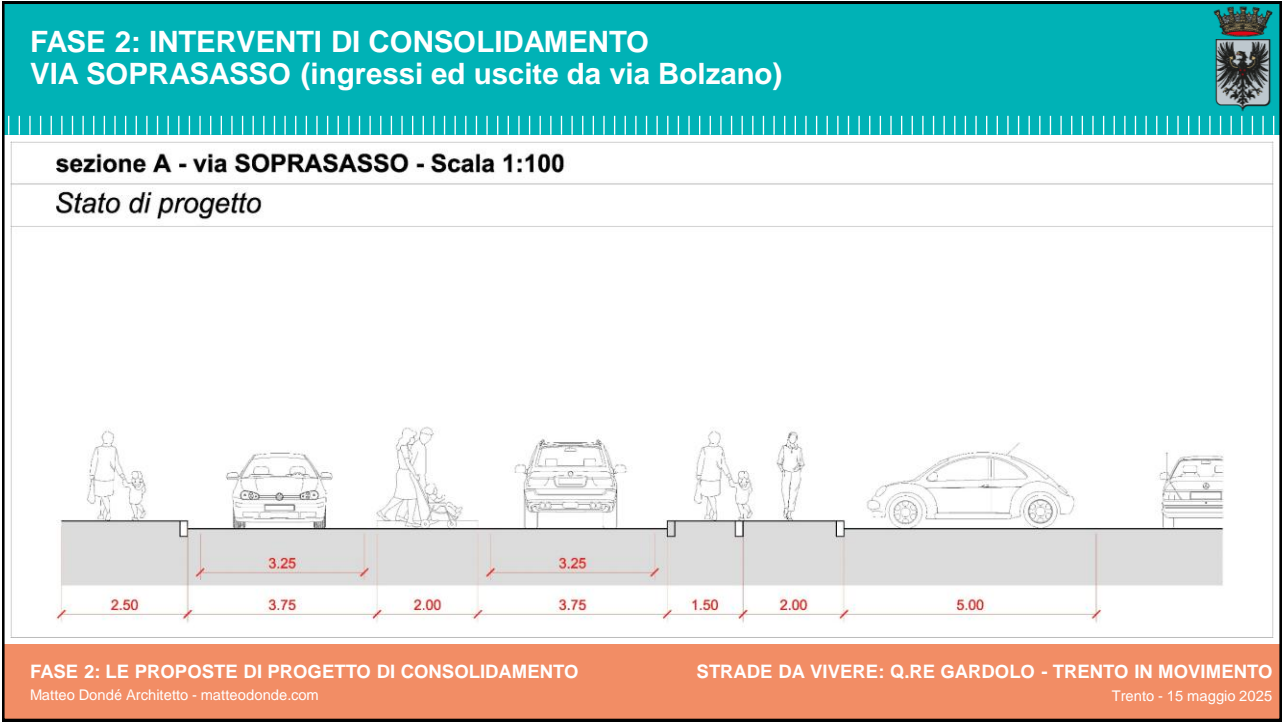 FASE 2: INTERVENTI DI CONSOLIDAMENTO
VIA SOPRASASSO (ingressi ed uscite da via Bolzano)
sezione A - via SOPRASASSO - Scala 1:100
Stato di progetto
3.25 3.25
2.50 3.75 2.00 3.75 1.50 2.00 5.00
FASE 2: LE PROPOSTE DI PROGETTO DI CONSOLIDAMENTO
Matteo Dondé Architetto - matteodonde.com
STRADE DA VIVERE: Q.RE GARDOLO - TRENTO IN MOVIMENTO
Trento - 15 maggio 2025